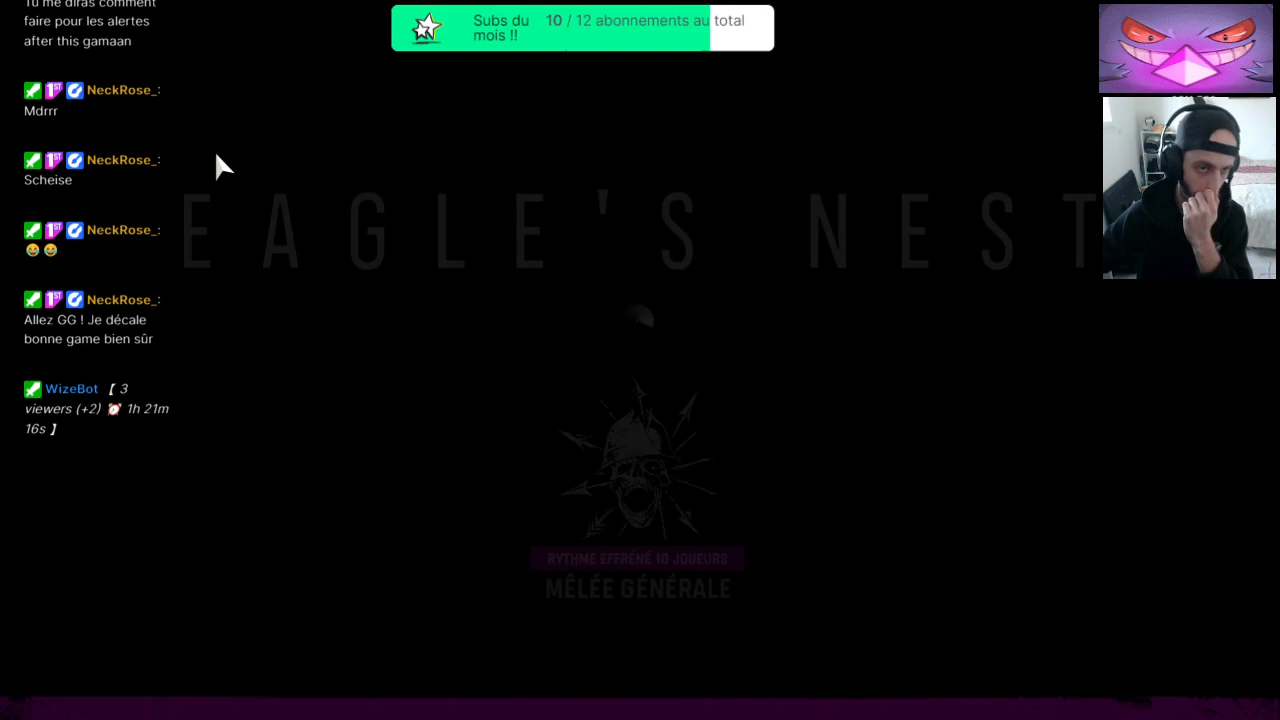 Tu me diras comment
faire pour les alertes
after this gamaan
NeckRose_:
Mdrrr
NeckRose_:
Scheise
NeckRose_:
NeckRose_:
Allez GG ! Je décale
bonne game bien sûr
WizeBot 【 3
viewers (+2) 1h 21m
16s 】
Subs du
mois !!
10 / 12 abonnements au total
EAGLE'S NEST
RYTHME EFFRÉNÉ 10 JOUEURS
MÊLÉE GÉNÉRALE